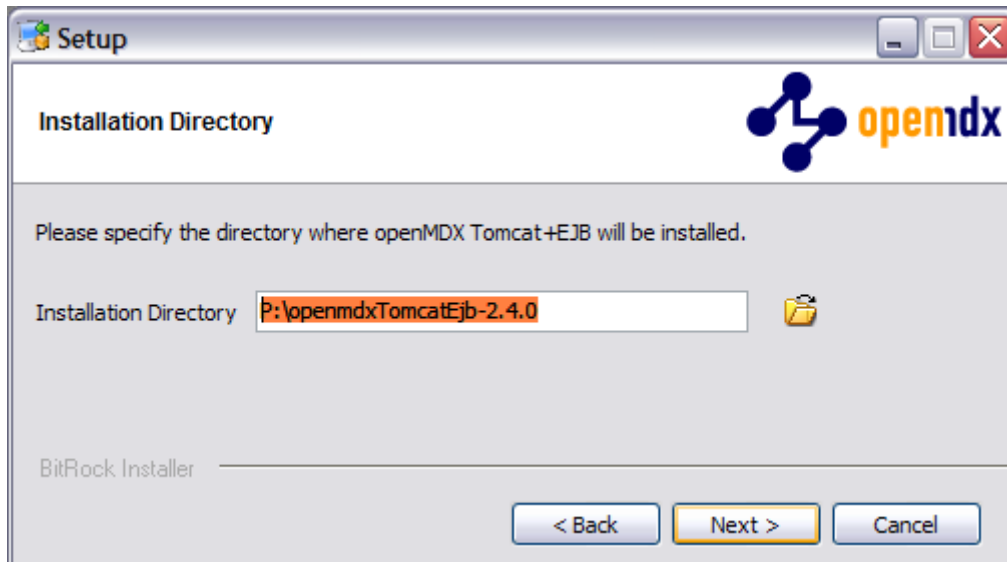 Setup
Installation Directory
openmdx
Please specify the directory where openMDX Tomcat+EJB will be installed.
Installation Directory P:\openmdxTomcatEjb-2.4.0
BitRock Installer
< Back Next > Cancel